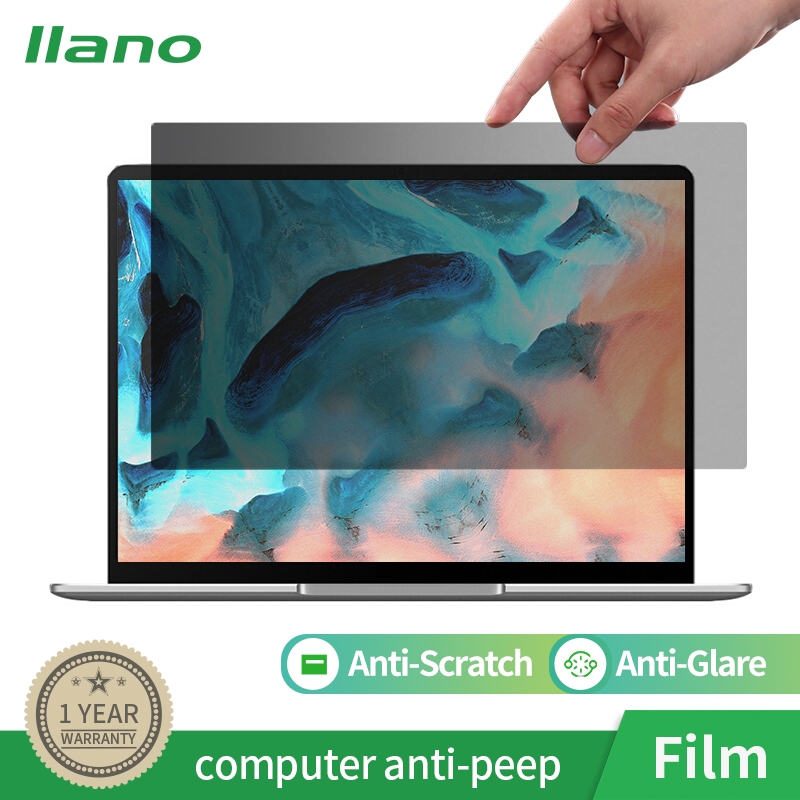 llano
Anti-Scratch
Anti-Glare
1 YEAR
WARRANTY
computer anti-peep
Film